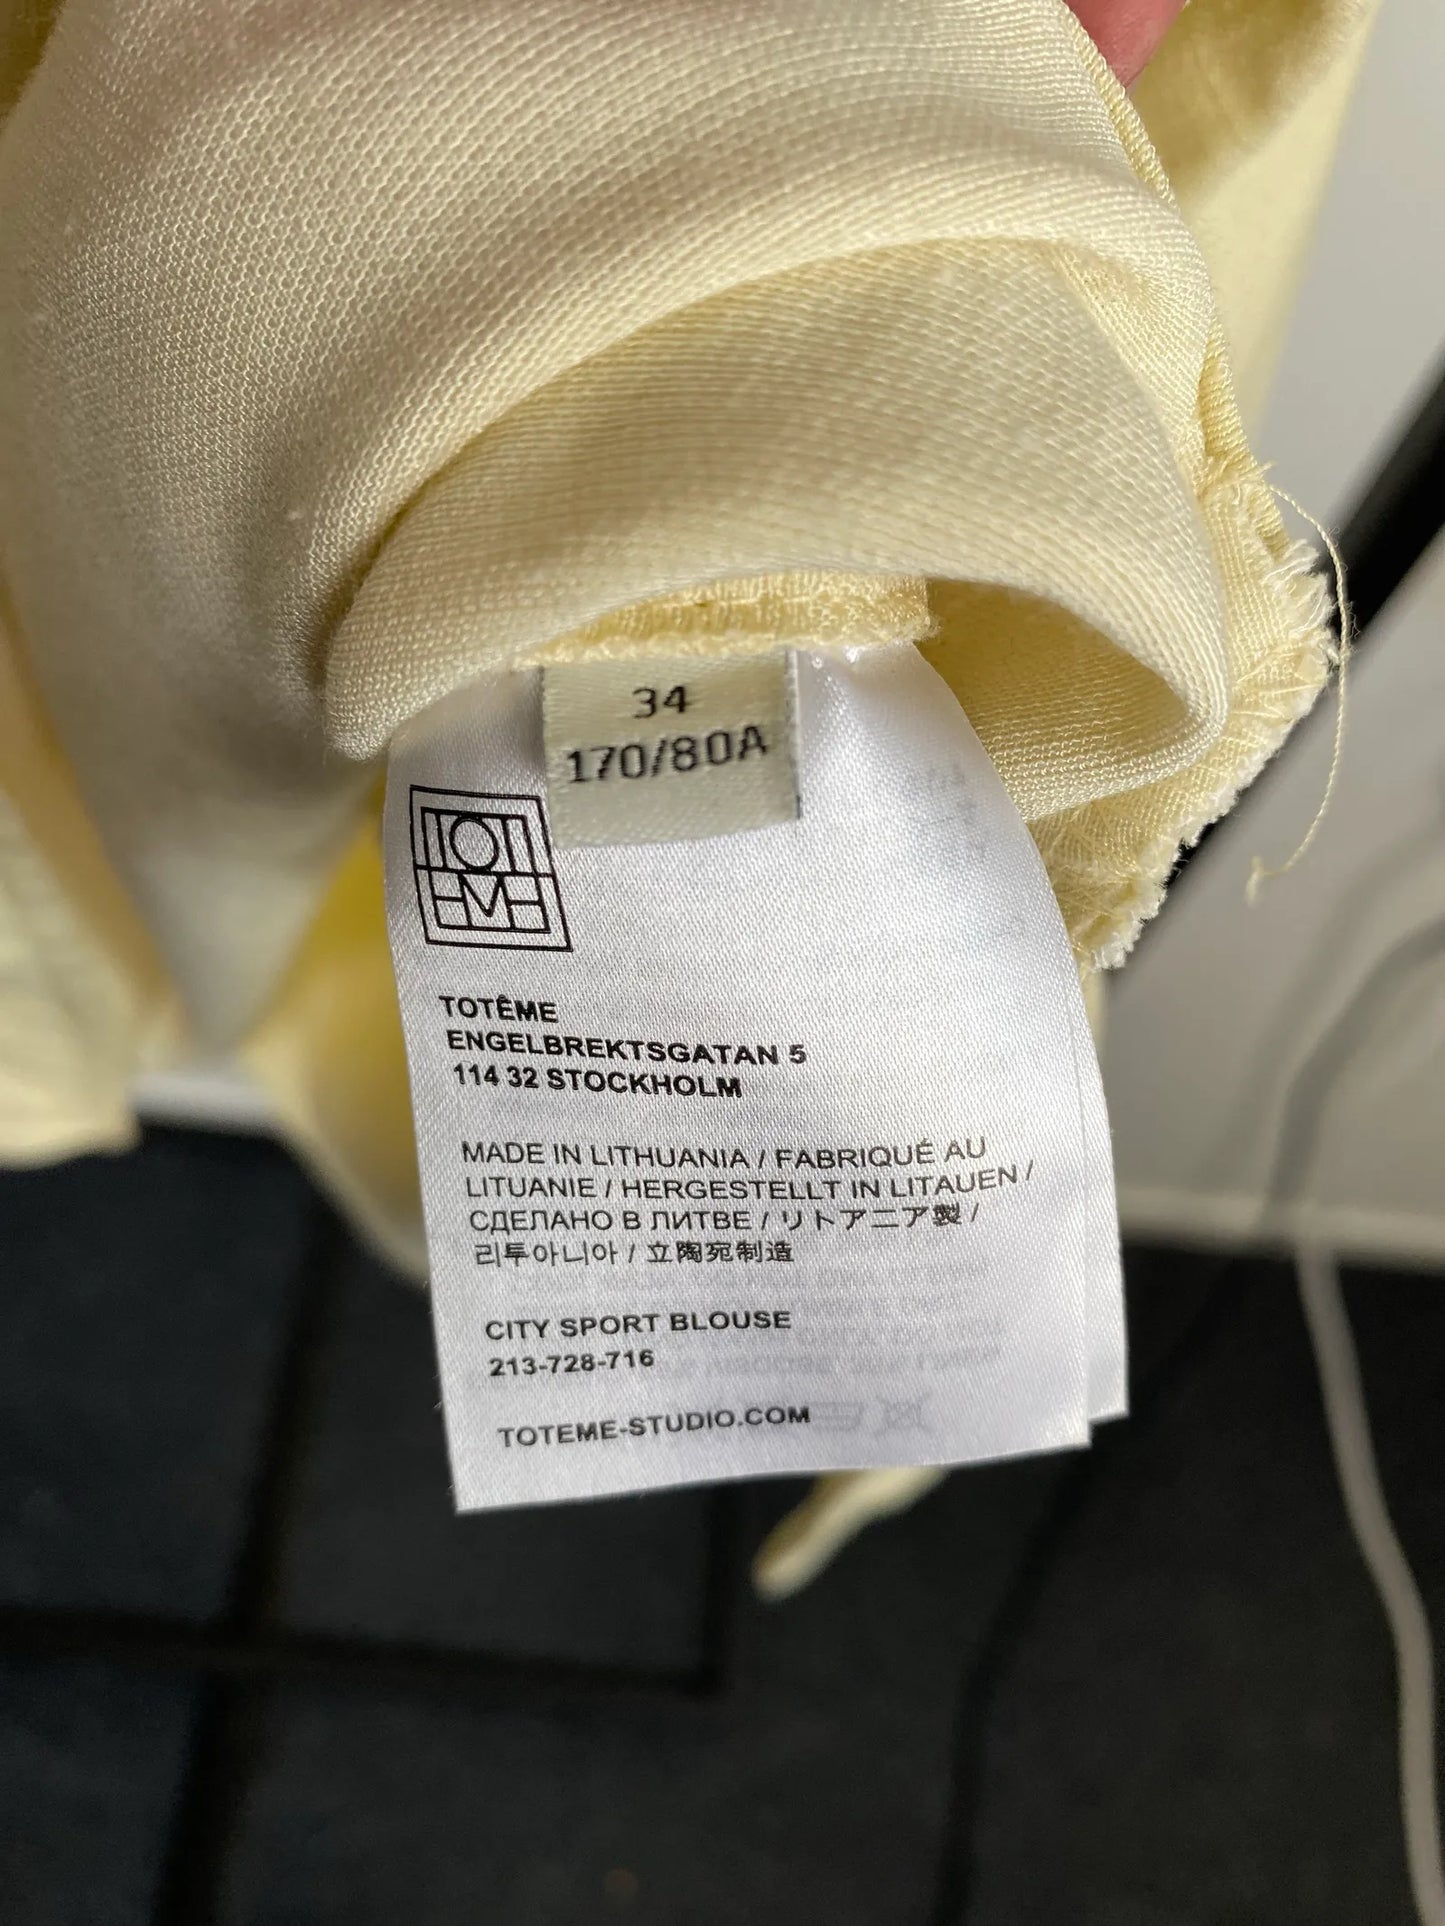 34
170/80A
TOTÊME
TOTÊME
ENGELBREKTSGATAN 5
114 32 STOCKHOLM
MADE IN LITHUANIA / FABRIQUÉ AU
LITUANIE / HERGESTELLT IN LITAUEN /
СДЕЛАНО В ЛИТВЕ / リトアニア製 /
리투아니아 / 立陶宛制造
CITY SPORT BLOUSE
213-728-716
TOTEME-STUDIO.COM